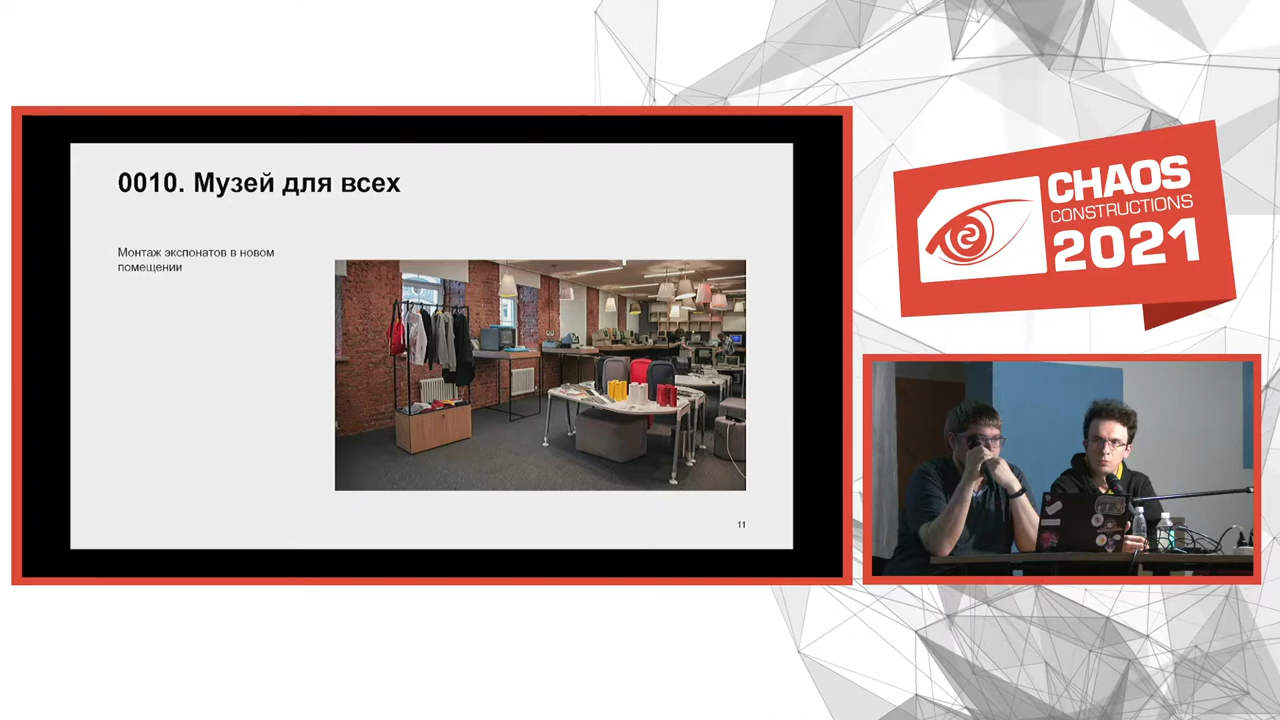 0010. Музей для всех
Монтаж экспонатов в новом
помещении
11
CHAOS
CONSTRUCTIONS
2021